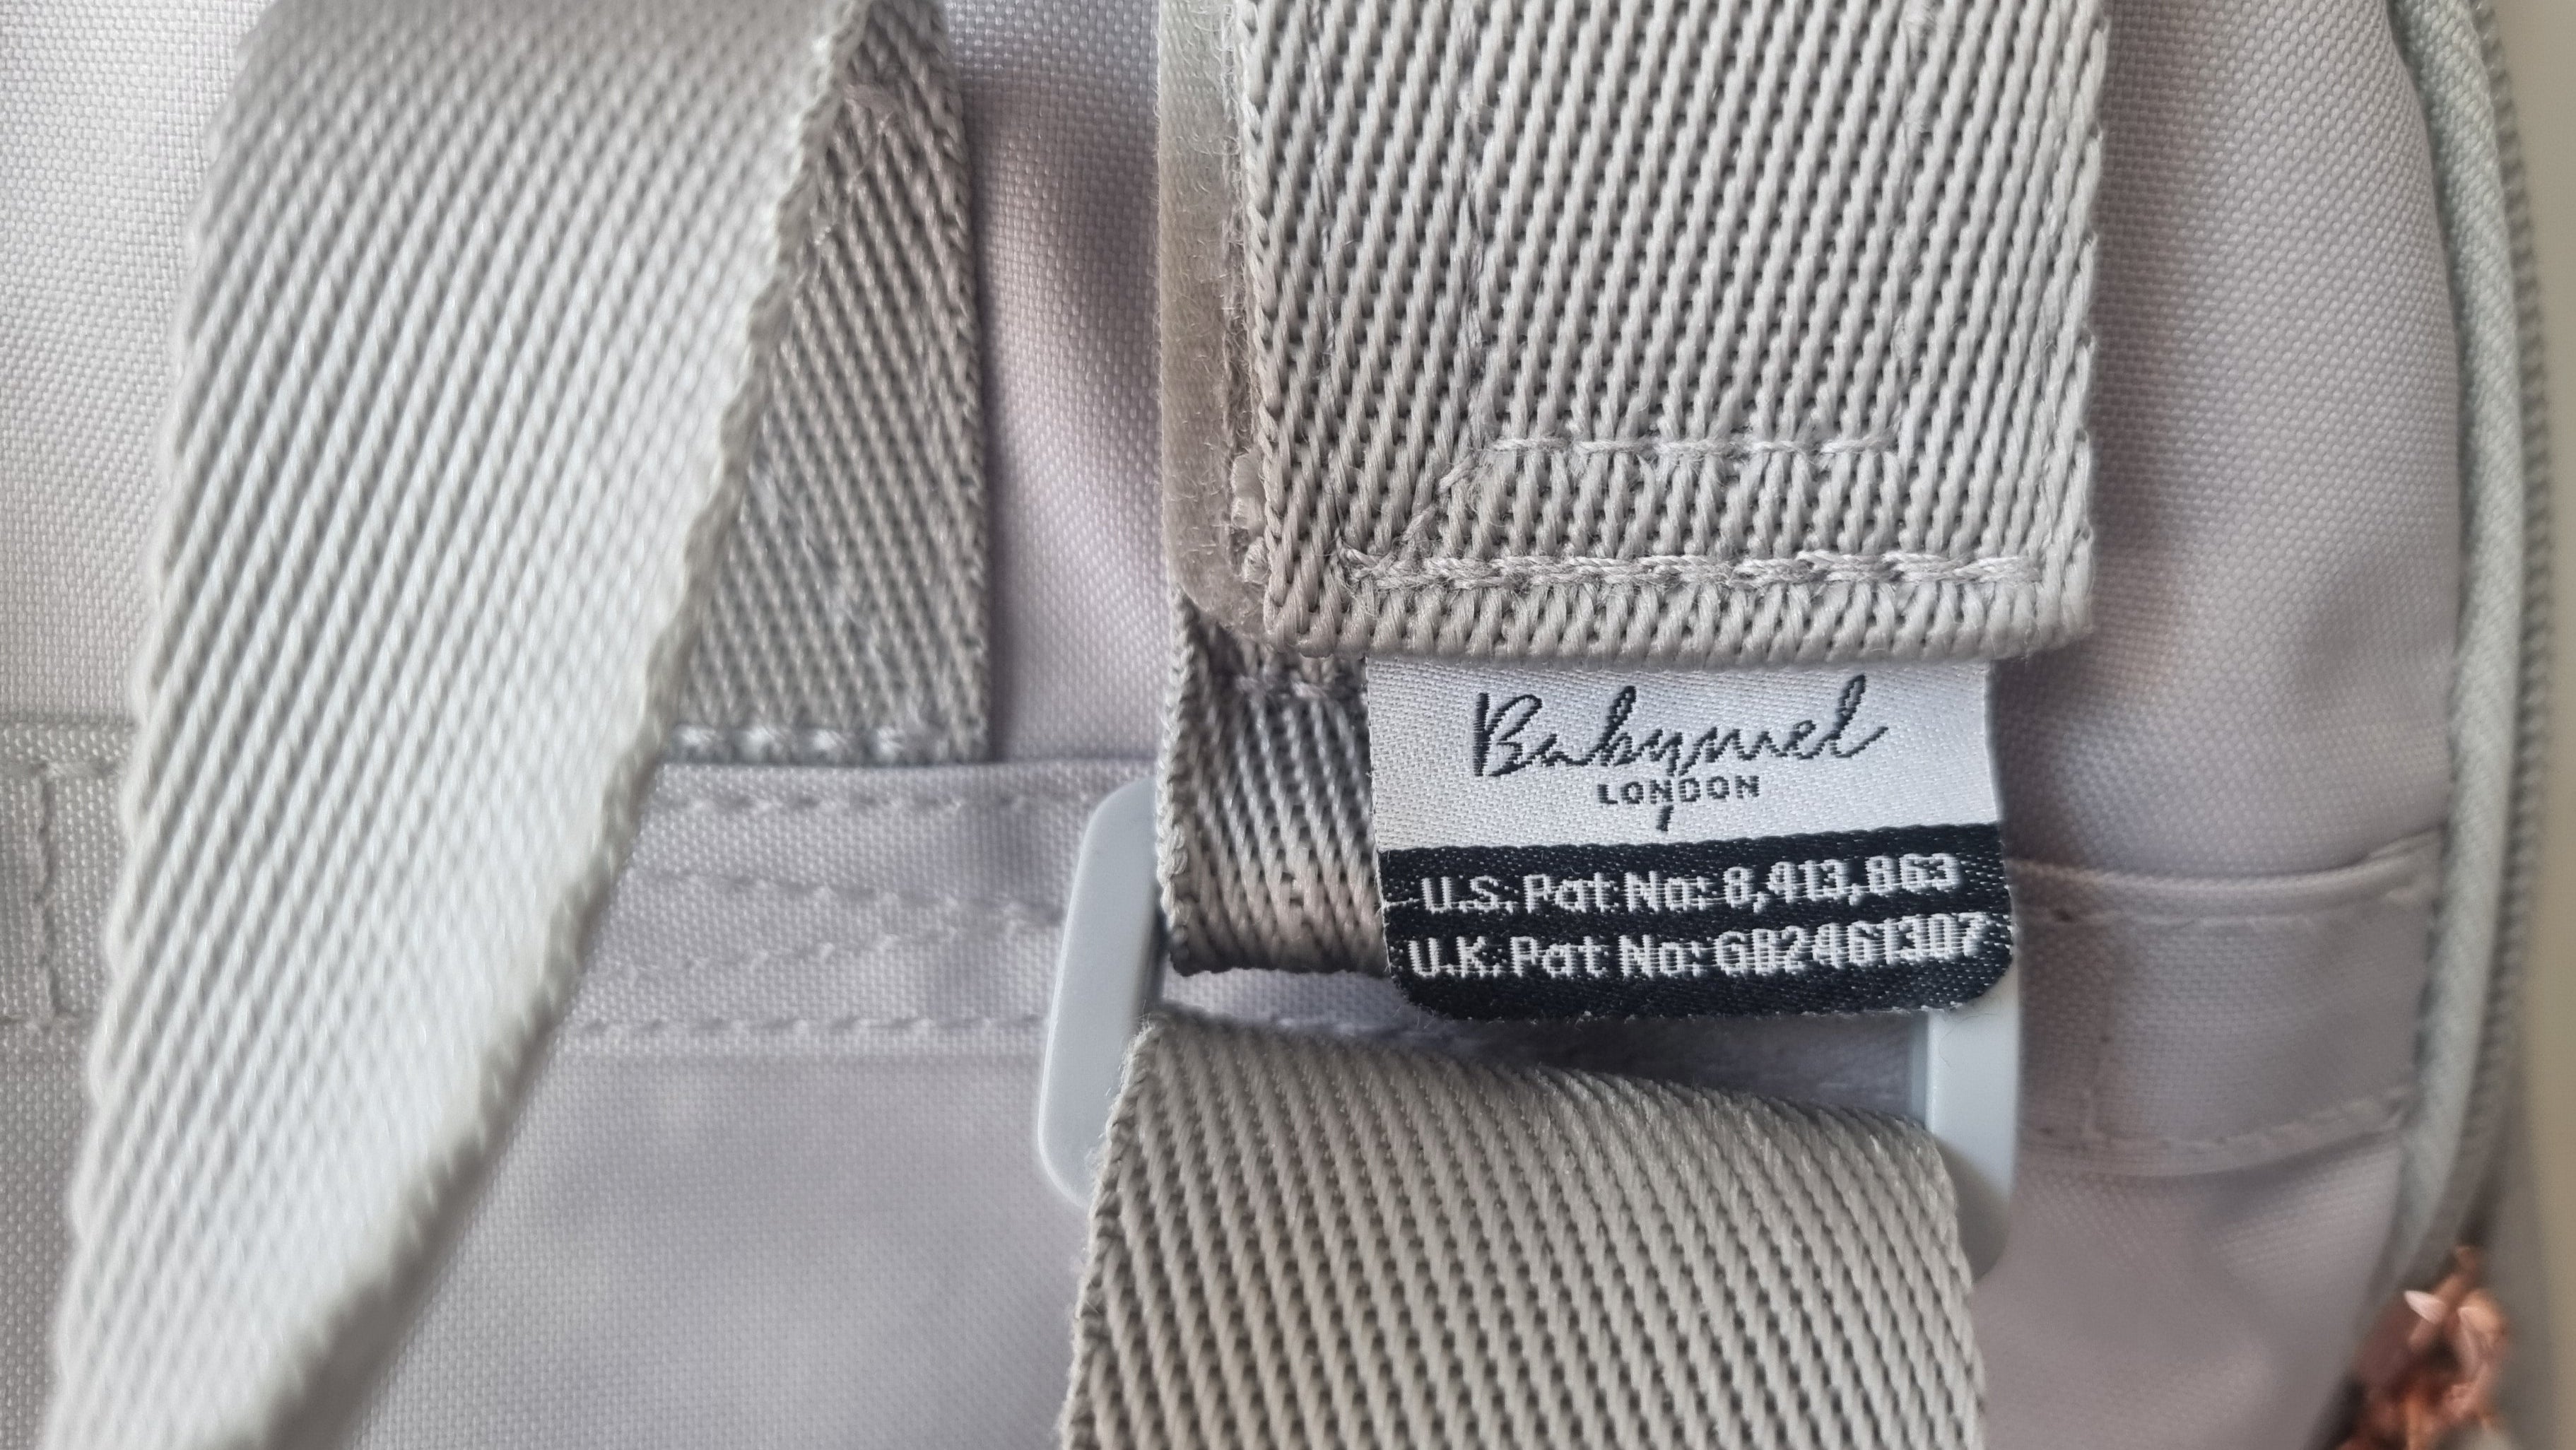 Babymel
LONDON
U.S. Pat No: 8,413,863
U.K. Pat No: GB2461307